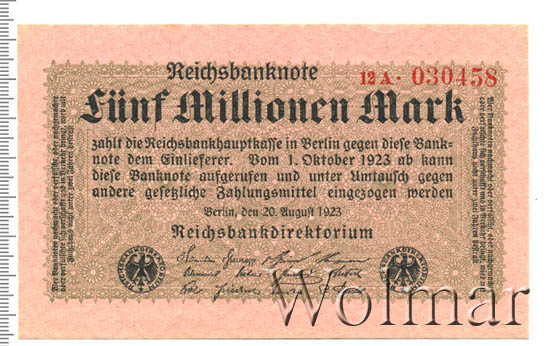 Reichsbanknote
12A· 030458
Fünf Millionen Mark
zahlt die Reichsbankhauptkasse in Berlin gegen diese Bank-
note dem Einlieferer. Vom 1. Oktober 1923 ab kann
diese Banknote aufgerufen und unter Umtausch gegen
andere gesetzliche Zahlungsmittel eingezogen werden
Berlin, den 20. August 1923
Reichsbankdirektorium
Wolmar